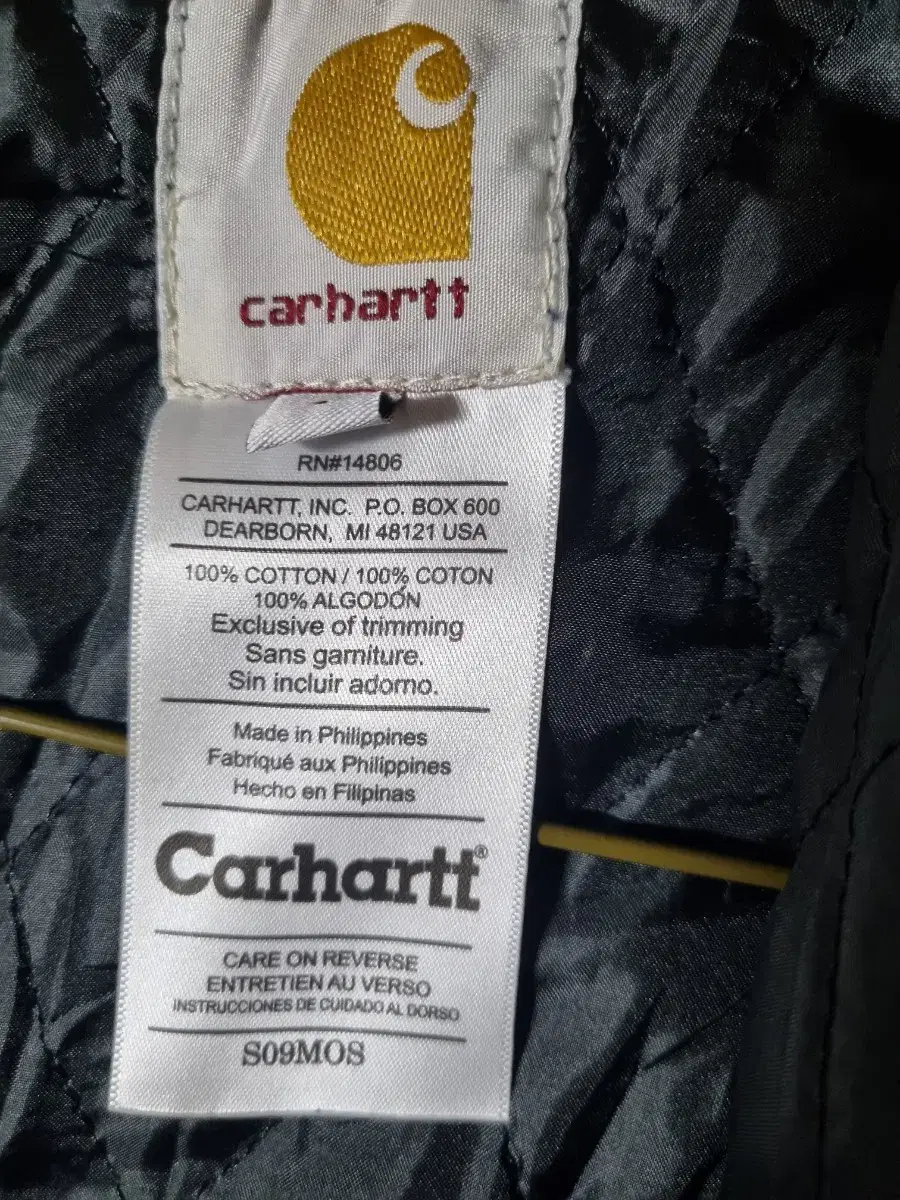 carhartt
RN#14806
CARHARTT, INC. P.O. BOX 600
DEARBORN, MI 48121 USA
100% COTTON / 100% COTON
100% ALGODÓN
Exclusive of trimming
Sans garniture.
Sin incluir adorno.
Made in Philippines
Fabriqué aux Philippines
Hecho en Filipinas
Carhartt®
CARE ON REVERSE
ENTRETIEN AU VERSO
INSTRUCCIONES DE CUIDADO AL DORSO
S09MOS